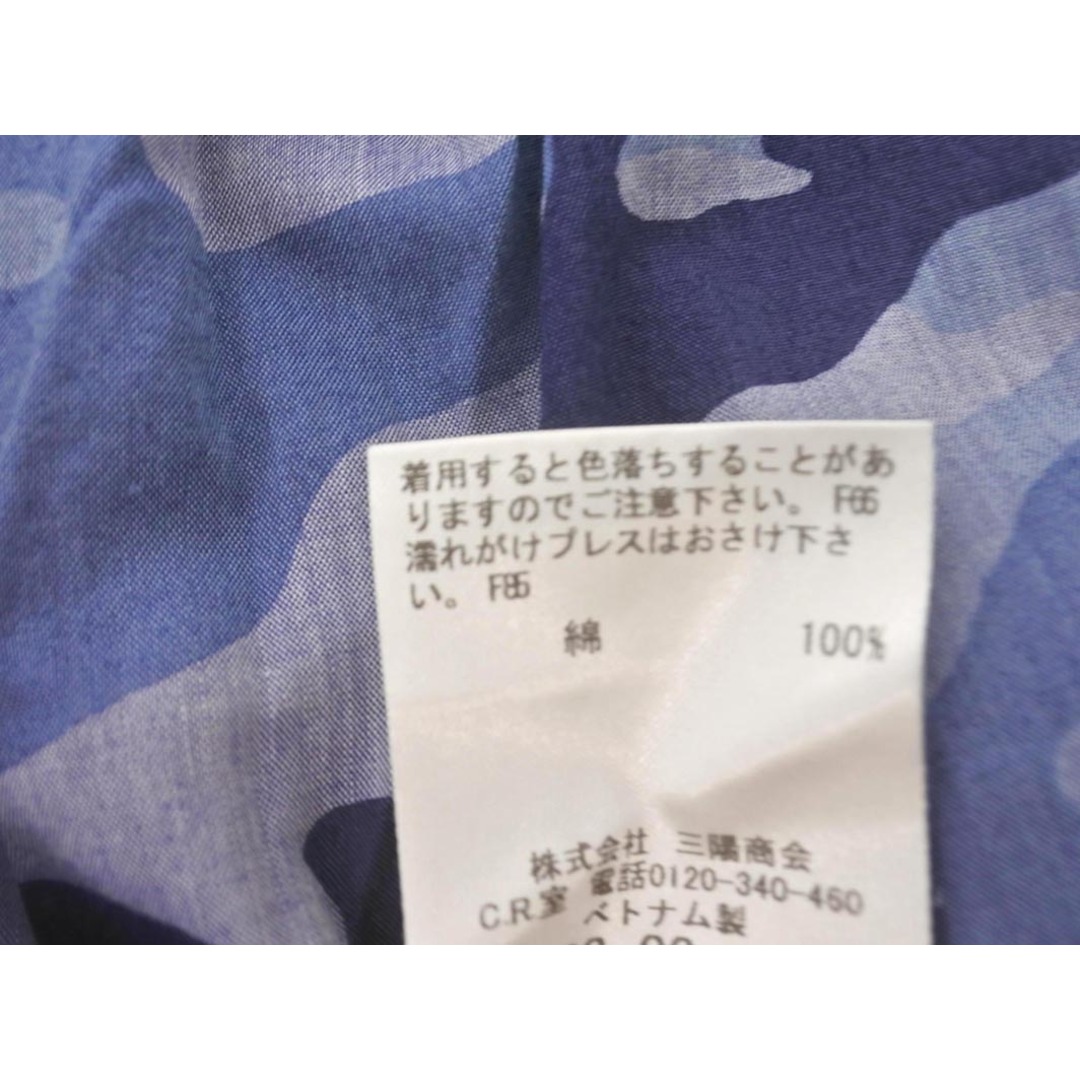 着用すると色落ちすることがあ
りますのでご注意下さい。 F66
濡れがけプレスはおさけ下さ
い。 F85
綿 100%
株式会社 三陽商会
C.R.室 電話0120-340-460
ベトナム製